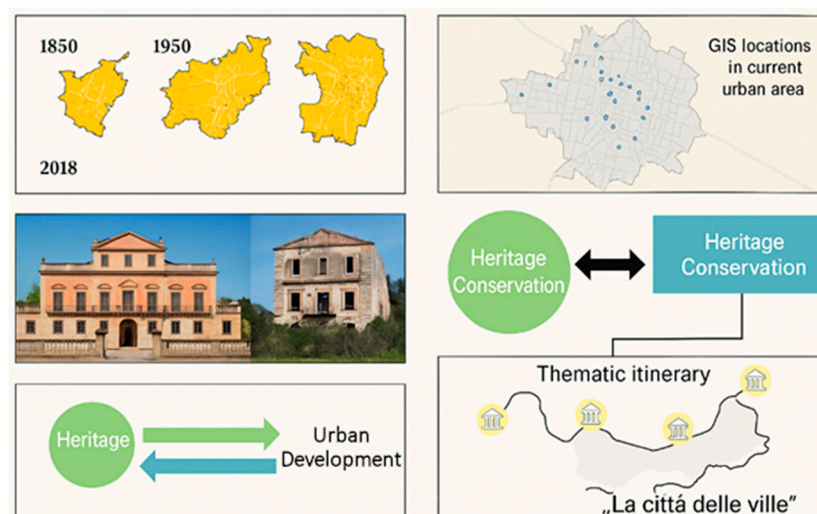 1850
1950
2018
GIS locations
in current
urban area
Heritage
Conservation
Heritage
Conservation
Heritage
Urban
Development
Thematic itinerary
„La cittá delle ville”